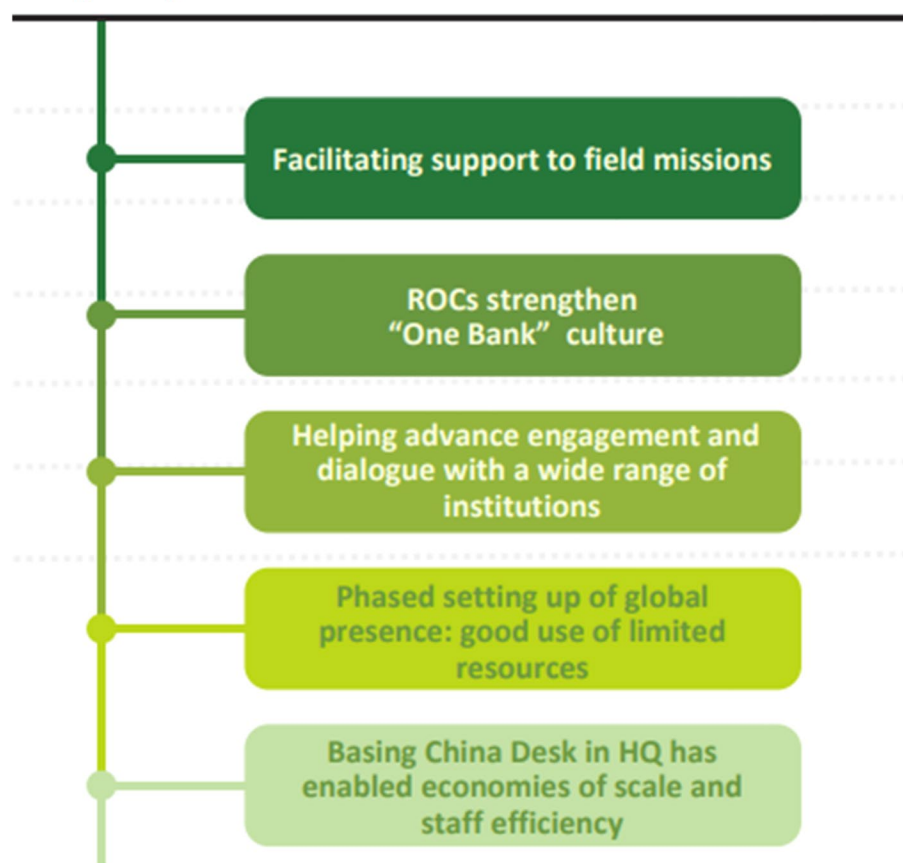 Facilitating support to field missions
ROCs strengthen
“One Bank”  culture
Helping advance engagement and
dialogue with a wide range of
institutions
Phased setting up of global
presence: good use of limited
resources
Basing China Desk in HQ has
enabled economies of scale and
staff efficiency